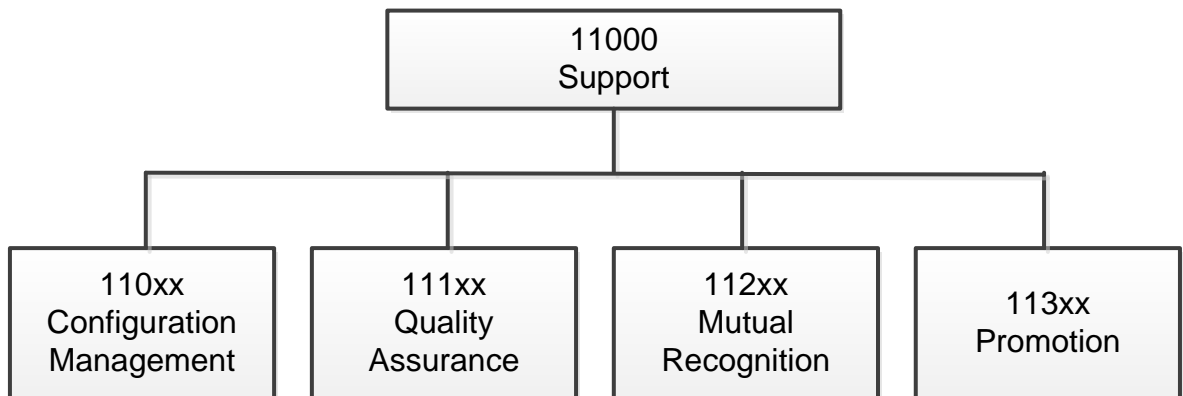 11000
Support
110xx
Configuration
Management
111xx
Quality
Assurance
112xx
Mutual
Recognition
113xx
Promotion